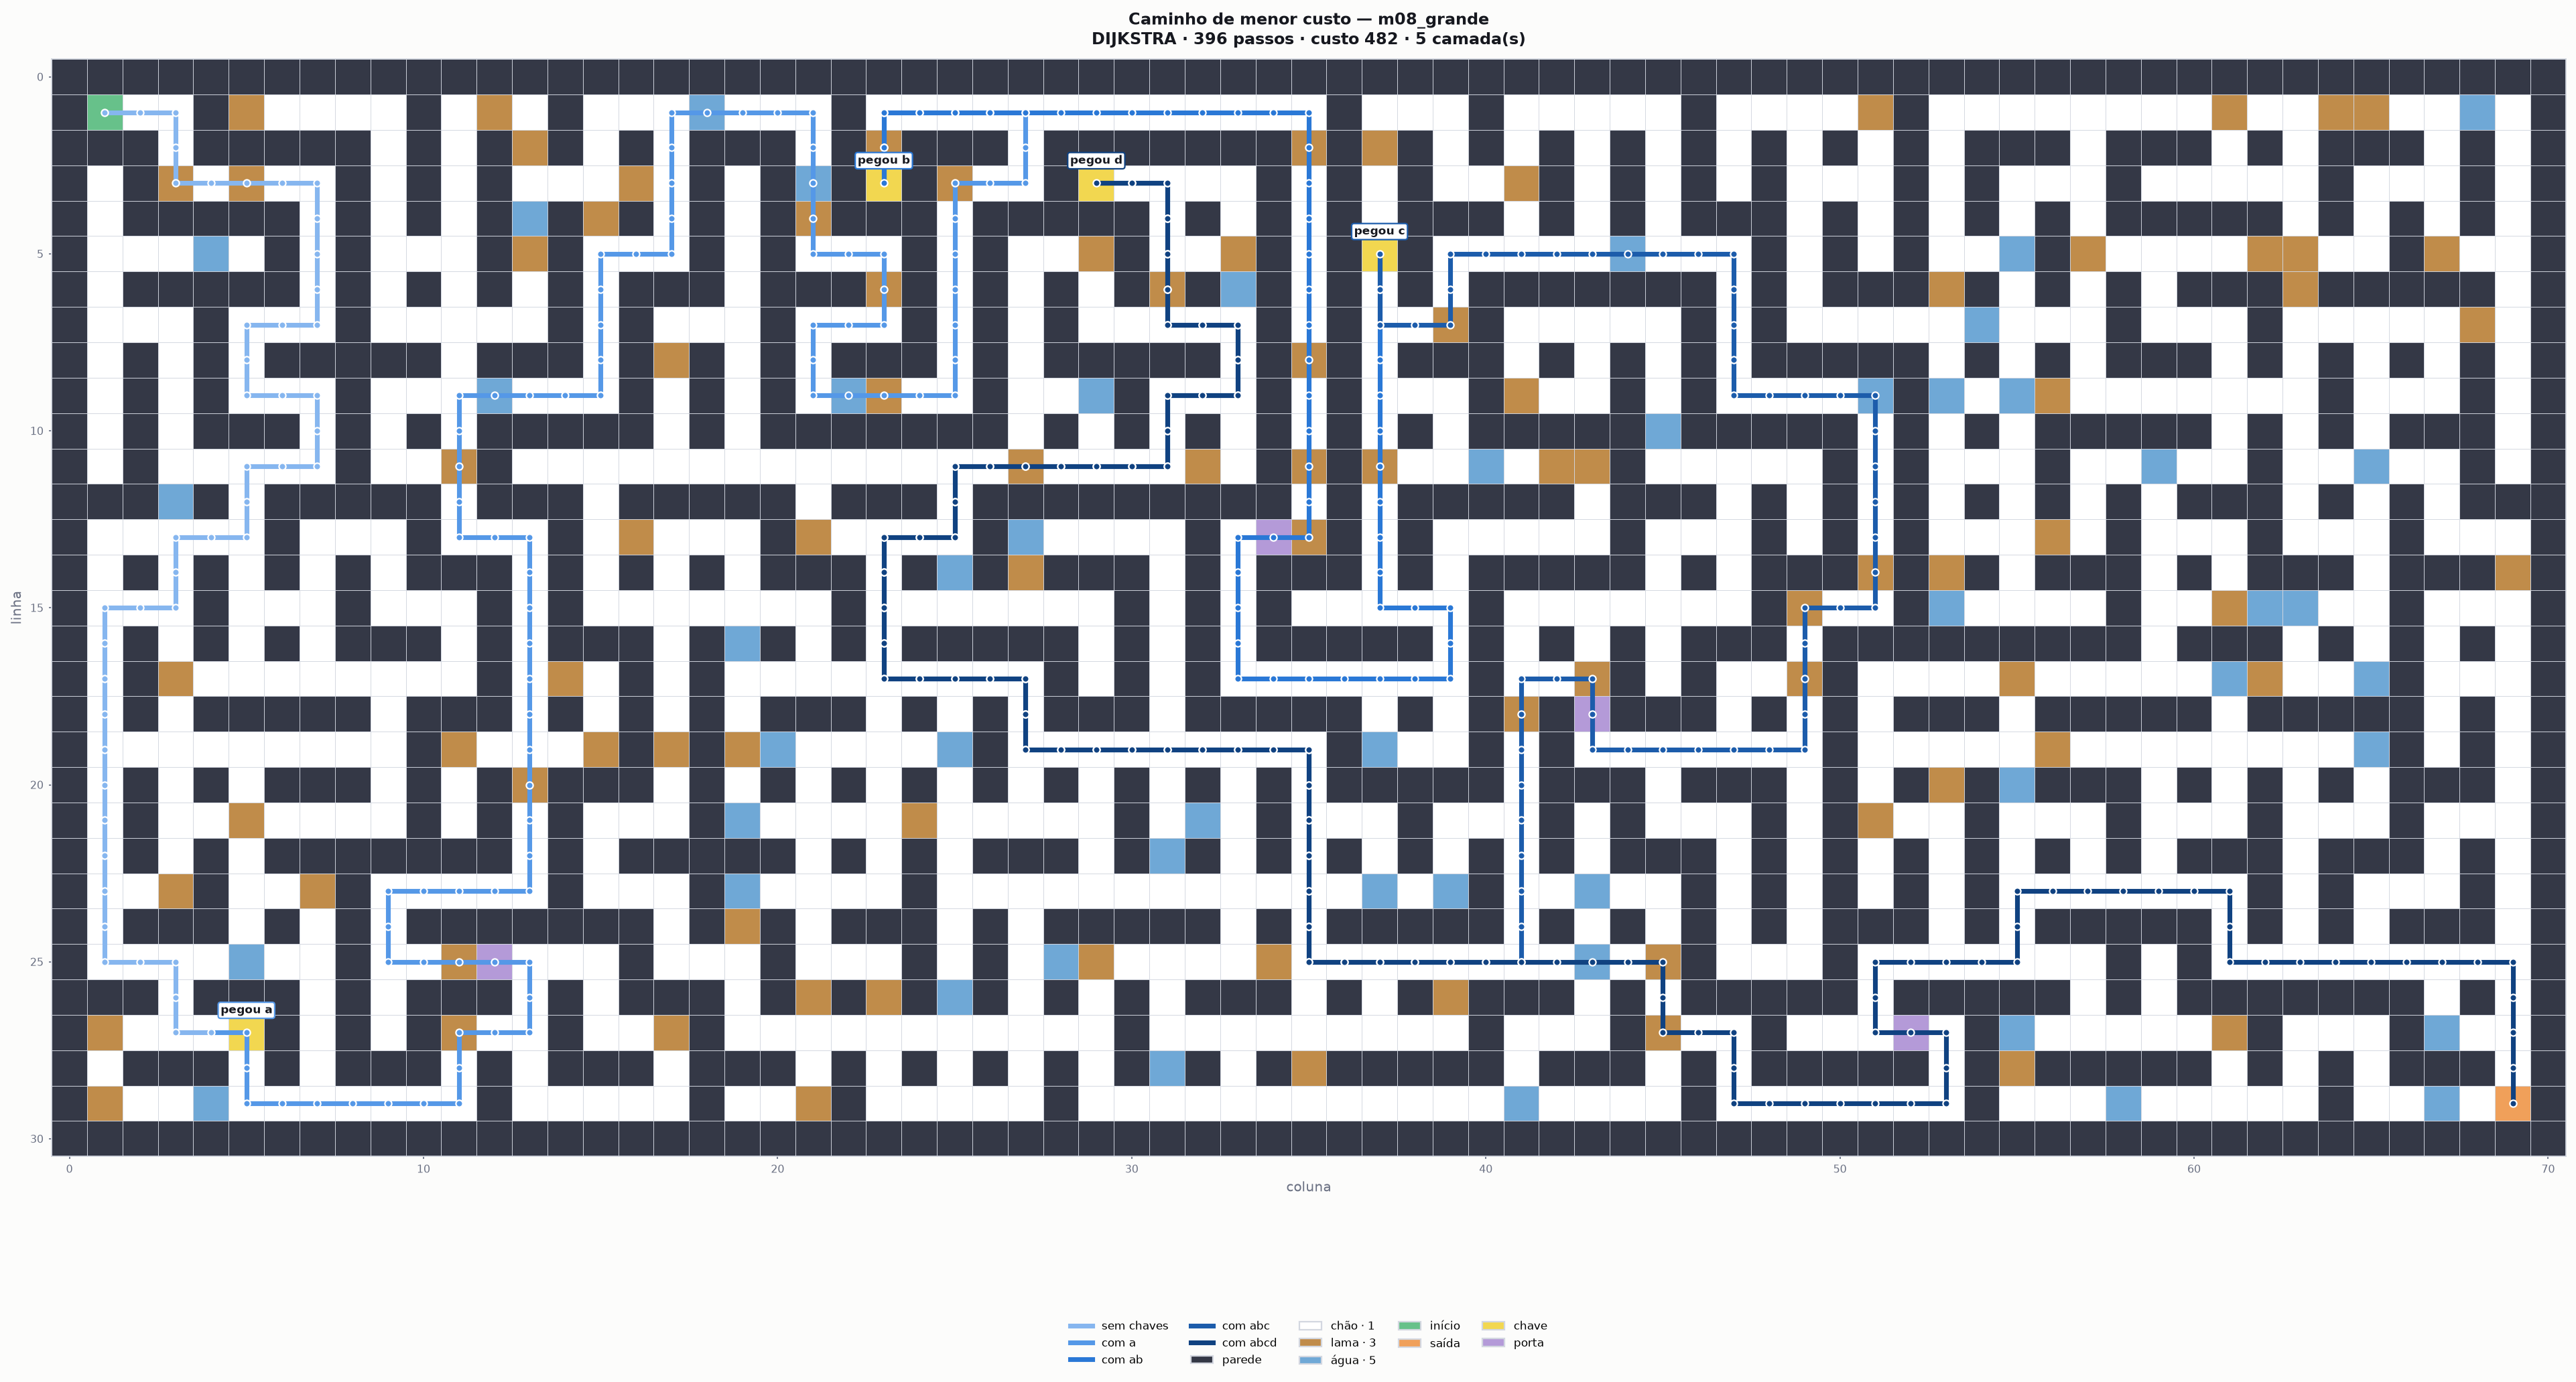 Caminho de menor custo — m08_grande
DIJKSTRA · 396 passos · custo 482 · 5 camada(s)
0
pegou b
pegou d
pegou c
5
10
linha
15
20
25
pegou a
30
0
10
20
30
40
50
60
70
coluna
sem chaves
com a
com ab
com abc
com abcd
parede
chão · 1
lama · 3
água · 5
início
saída
chave
porta